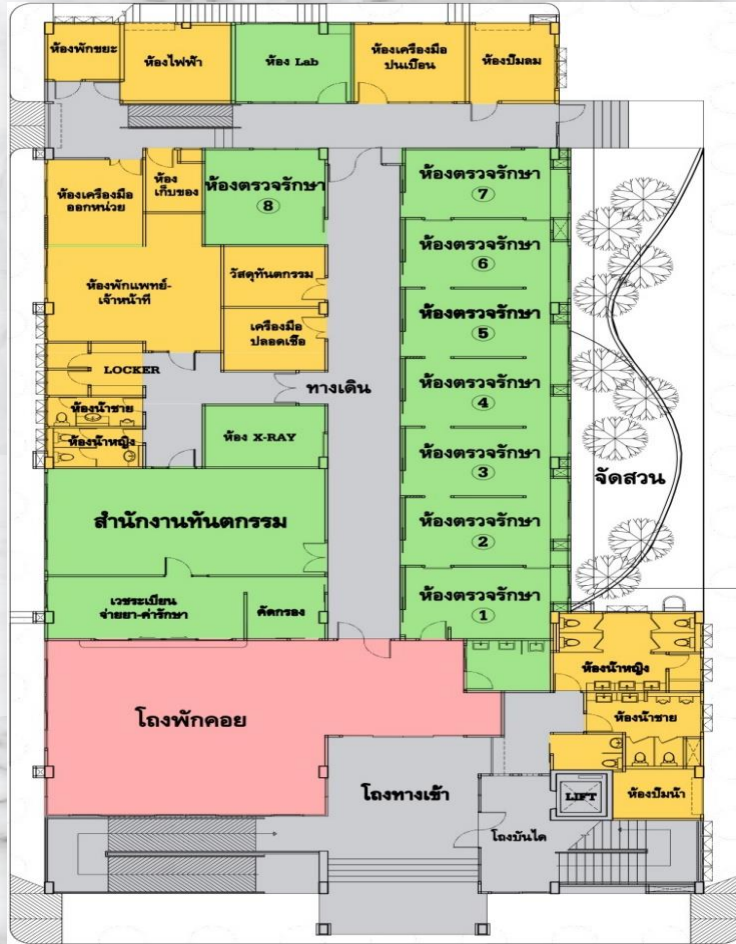 ห้องพักขยะ
ห้องไฟฟ้า
ห้อง Lab
ห้องเครื่องมือ
ปนเปื้อน
ห้องปั๊มลม
ห้องเครื่องมือ
ออกหน่วย
ห้อง
เก็บของ
ห้องตรวจรักษา
8
ห้องตรวจรักษา
7
ห้องพักแพทย์-
เจ้าหน้าที่
วัสดุทันตกรรม
ห้องตรวจรักษา
6
เครื่องมือ
ปลอดเชื้อ
ห้องตรวจรักษา
5
LOCKER
ทางเดิน
ห้องตรวจรักษา
4
ห้องน้ำชาย
ห้องน้ำหญิง
ห้อง X-RAY
ห้องตรวจรักษา
3
จัดสวน
สำนักงานทันตกรรม
ห้องตรวจรักษา
2
เวชระเบียน
จ่ายยา-ค่ารักษา
คัดกรอง
ห้องตรวจรักษา
1
ห้องน้ำหญิง
โถงพักคอย
ห้องน้ำชาย
โถงทางเข้า
LIFT
ห้องปั๊มน้ำ
โถงบันได